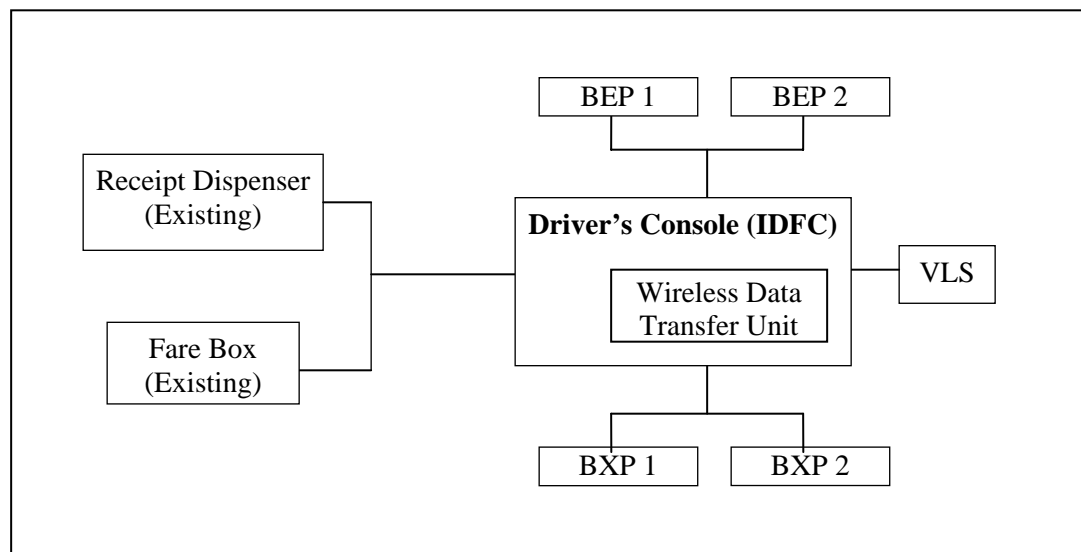 BEP 1
BEP 2
Receipt Dispenser
(Existing)
Driver's Console (IDFC)
VLS
Wireless Data
Transfer Unit
Fare Box
(Existing)
BXP 1
BXP 2